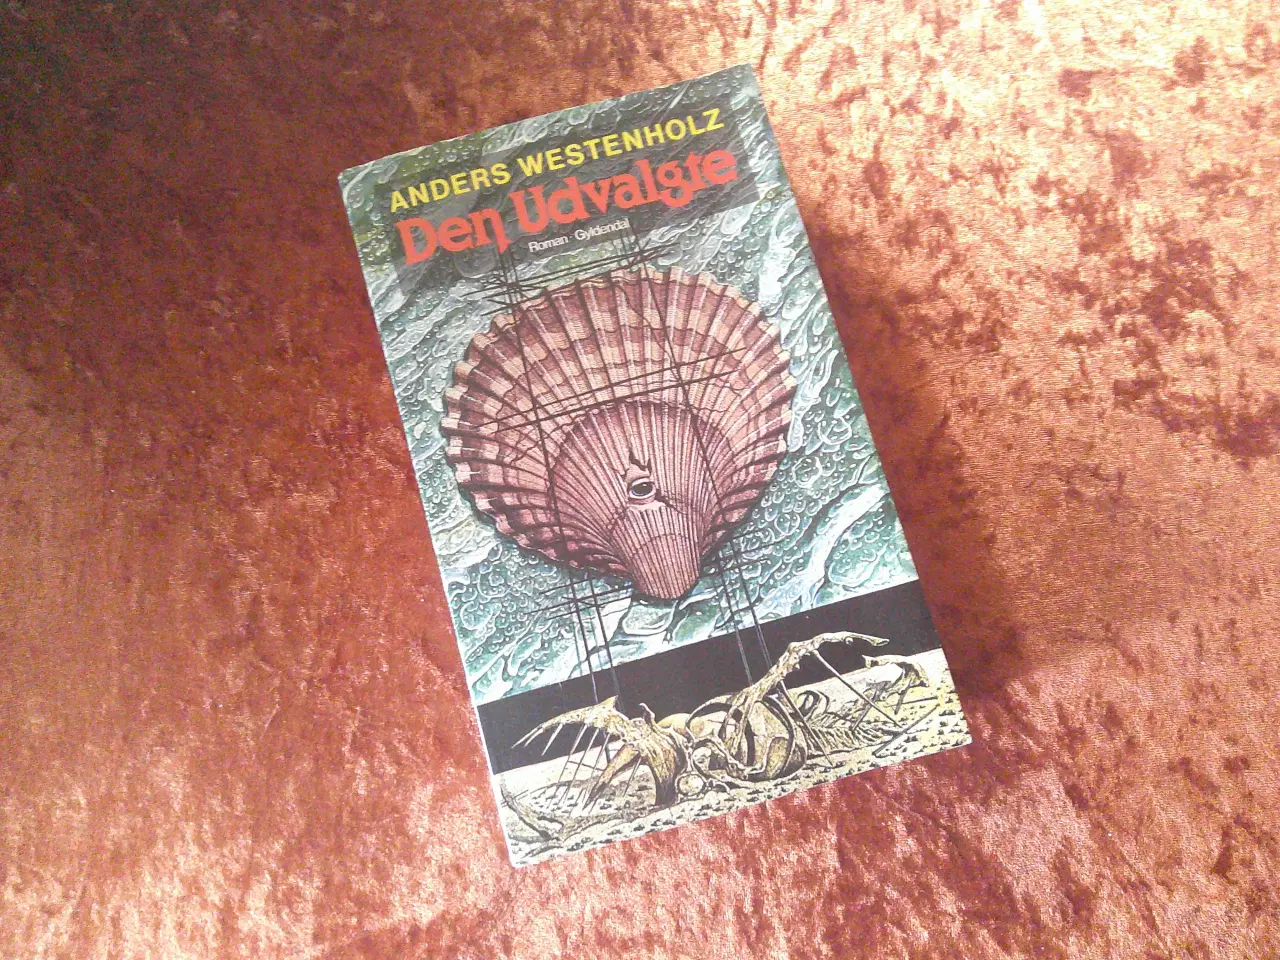 ANDERS WESTENHOLZ
Den Udvalgte
Roman · Gyldendal